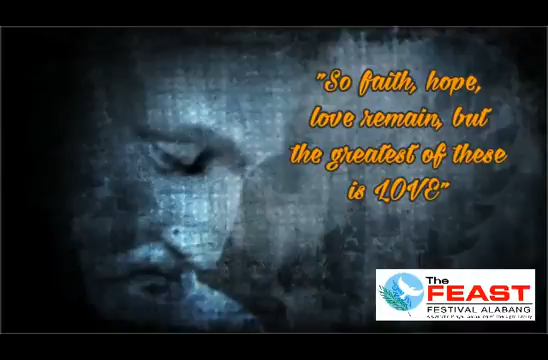 "So faith, hope,
love remain, but
the greatest of these
is LOVE"
The
FEAST
FESTIVAL ALABANG